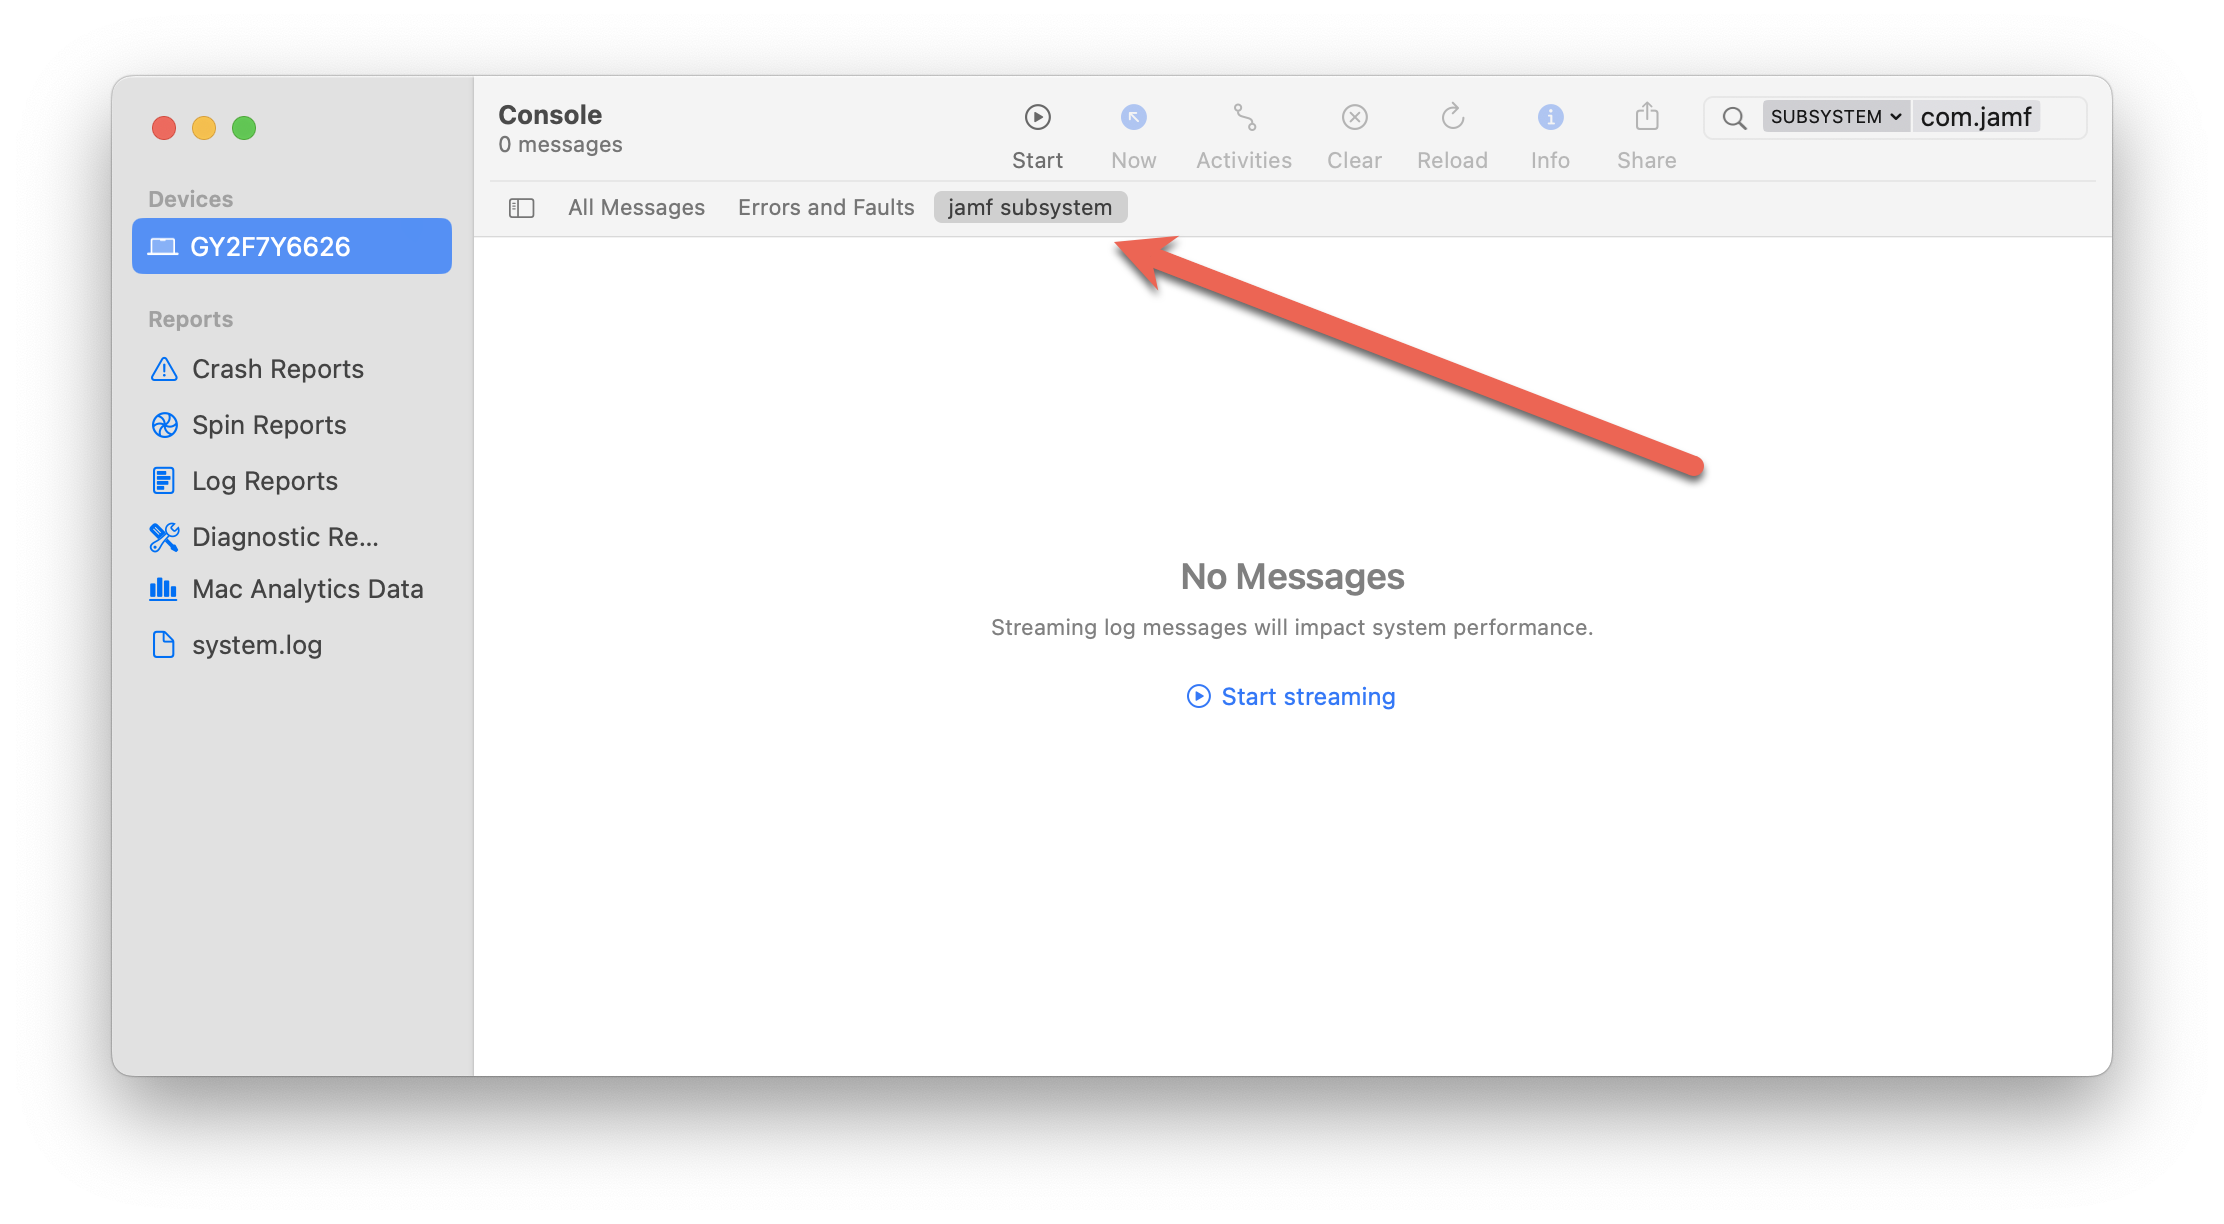 Console
0 messages
Start
Now
Activities
Clear
Reload
Info
Share
SUBSYSTEM com.jamf
All Messages
Errors and Faults
jamf subsystem
Devices
GY2F7Y6626
Reports
Crash Reports
Spin Reports
Log Reports
Diagnostic Re...
Mac Analytics Data
system.log
No Messages
Streaming log messages will impact system performance.
Start streaming